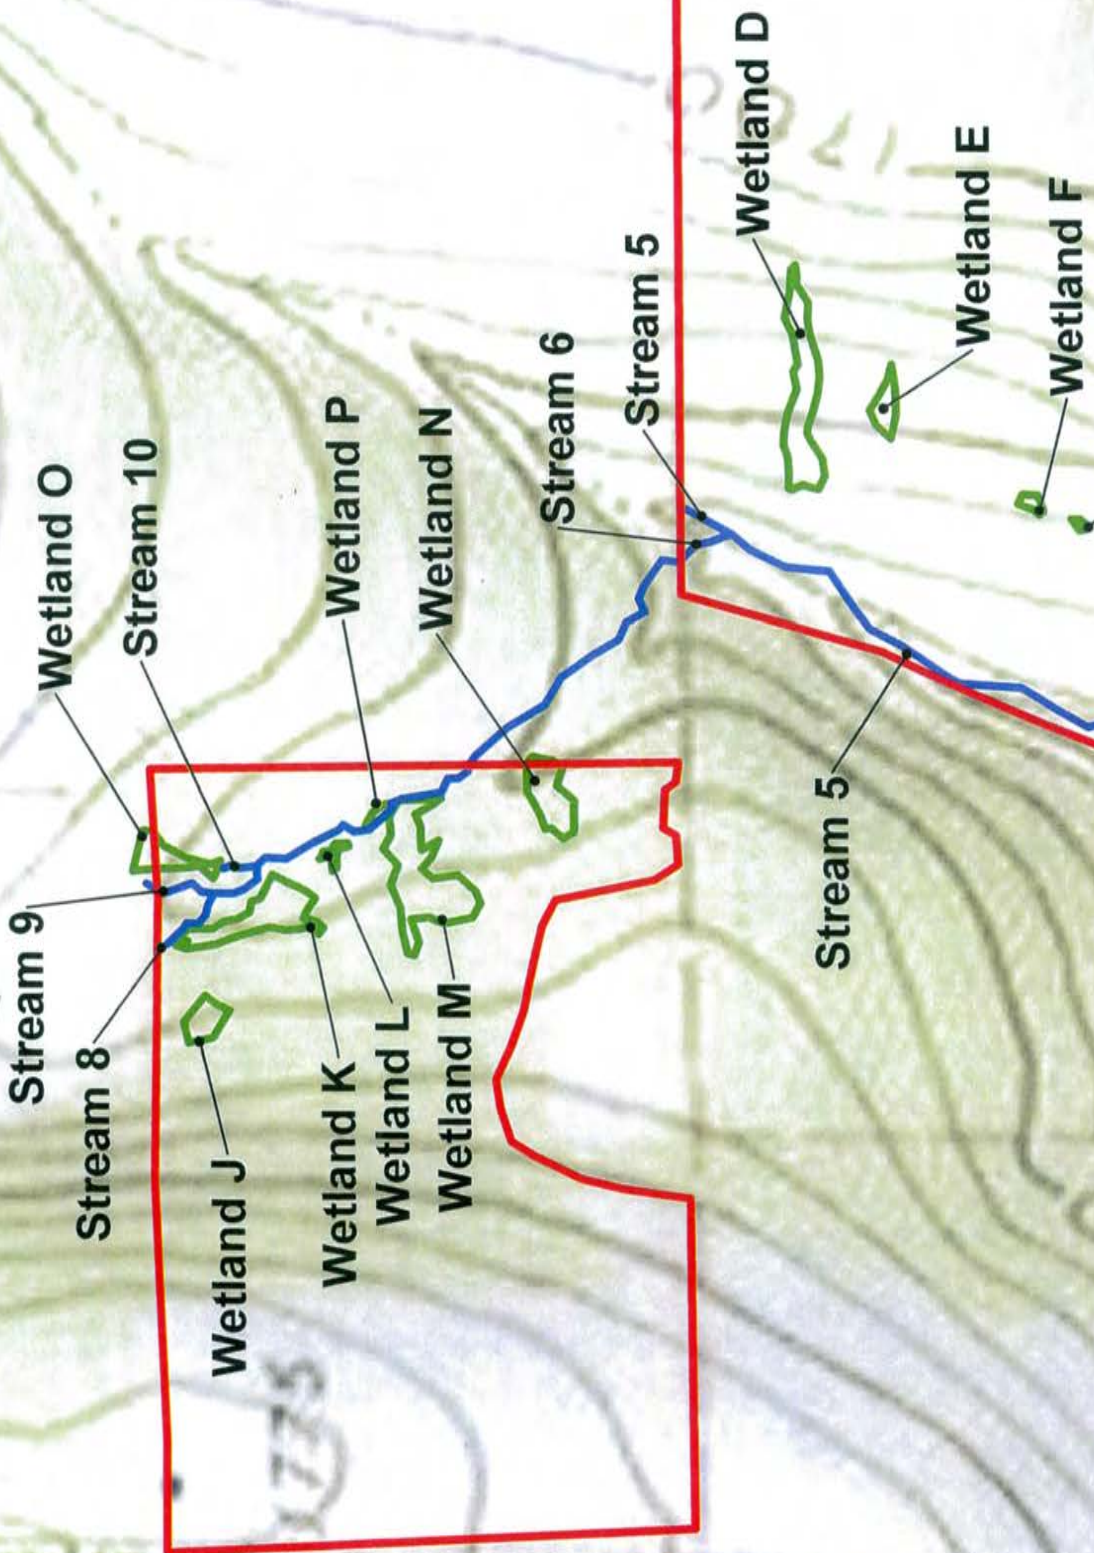 Stream 9
Wetland O
Stream 8
Stream 10
Wetland J
Wetland K
Wetland P
Wetland L
Wetland N
Wetland M
Stream 6
Stream 5
Wetland D
Stream 5
Wetland E
Wetland F